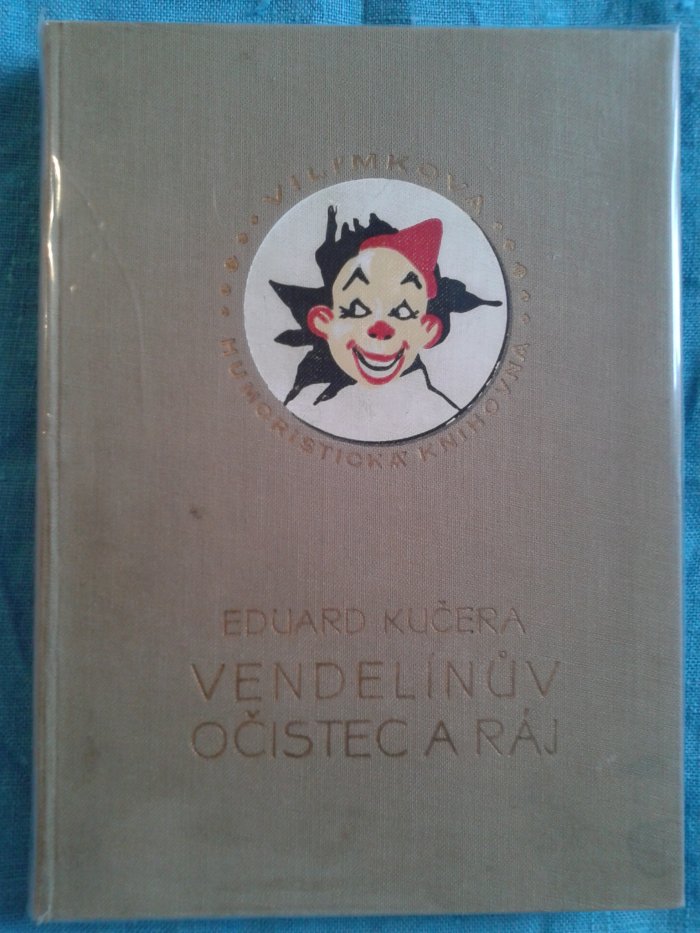 VILÍMKOVA
HUMORISTICKÁ KNIHOVNA
EDUARD KUČERA
VENDELÍNŮV
OČISTEC A RÁJ